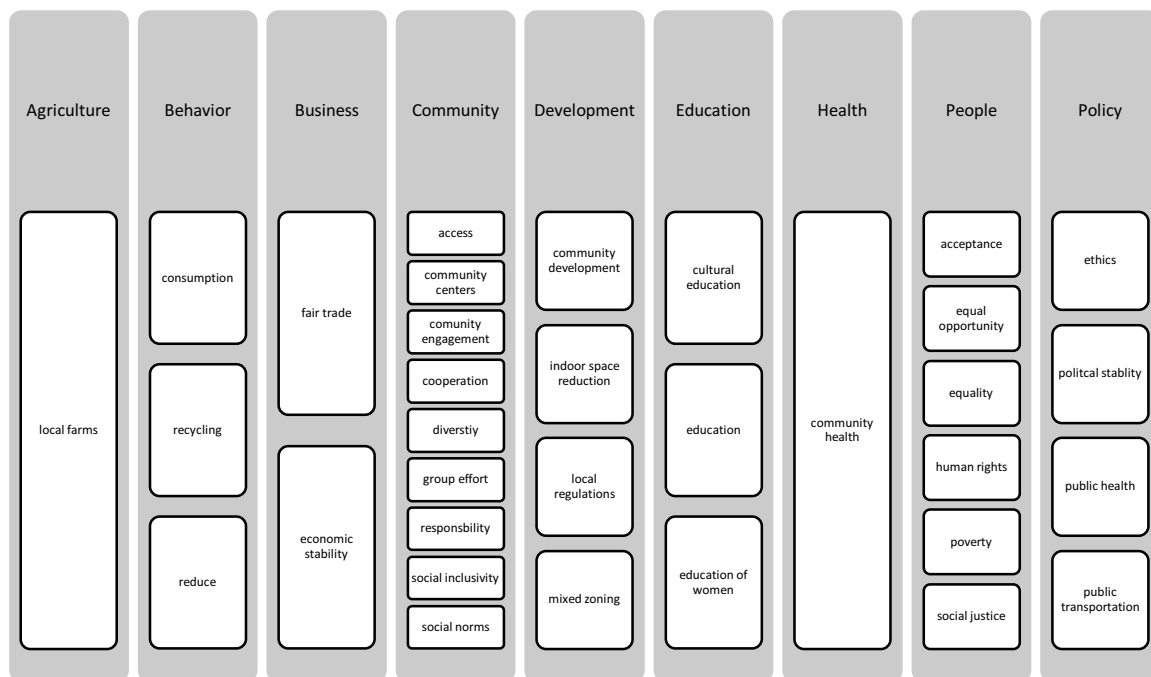 Agriculture
local farms
Behavior
consumption
recycling
reduce
Business
fair trade
economic
stability
Community
access
community
centers
comunity
engagement
cooperation
diverstiy
group effort
responsbility
social inclusivity
social norms
Development
community
development
indoor space
reduction
local
regulations
mixed zoning
Education
cultural
education
education
education of
women
Health
community
health
People
acceptance
equal
opportunity
equality
human rights
poverty
social justice
Policy
ethics
politcal stablity
public health
public
transportation